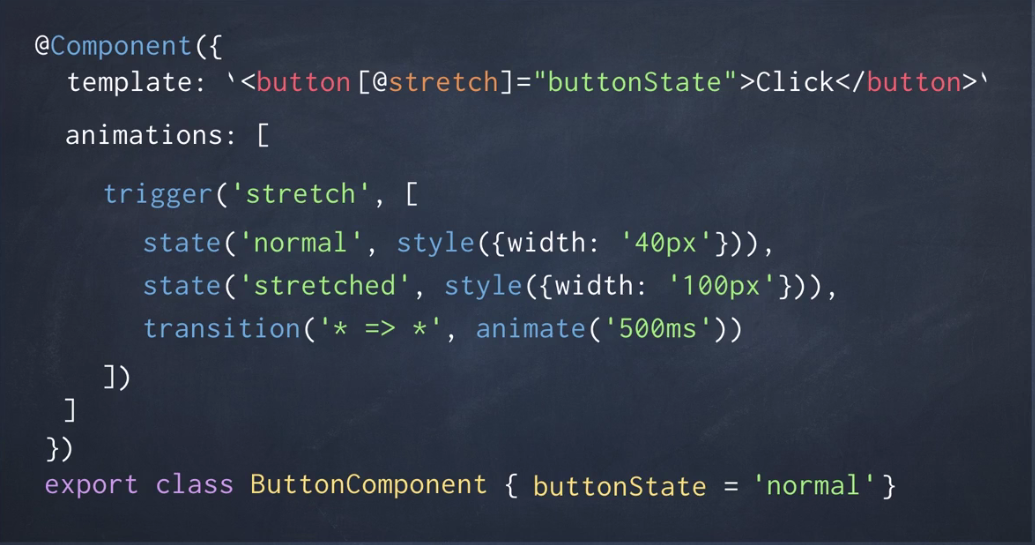 @Component({
template: `<button [@stretch]="buttonState">Click</button>`
animations: [
trigger('stretch', [
state('normal', style({width: '40px'})),
state('stretched', style({width: '100px'})),
transition('* => *', animate('500ms'))
])
]
})
export class ButtonComponent { buttonState = 'normal' }